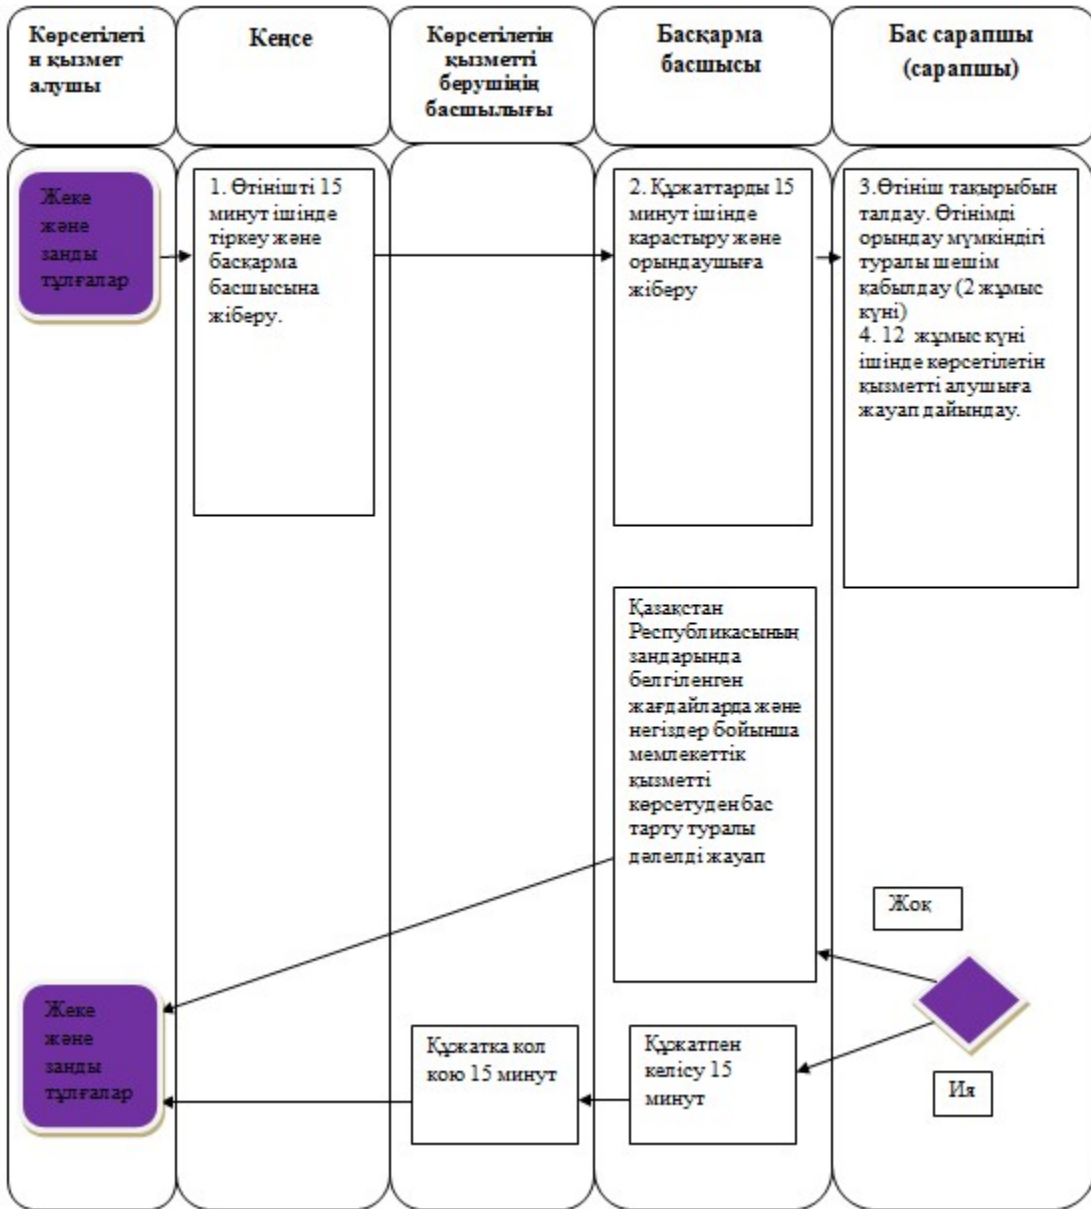 Көрсетілеті
н қызмет
алушы
Кеңсе
Көрсетілетін
қызметті
берушінің
басшылығы
Басқарма
басшысы
Бас сарапшы
(сарапшы)
Жеке
және
заңды
тұлғалар
1. Өтінішті 15
минут ішінде
тіркеу және
басқарма
басшысына
жіберу.
2. Құжаттарды 15
минут ішінде
қарастыру және
орындаушыға
жіберу
3.Өтініш тақырыбын
талдау. Өтінімді
орындау мүмкіндігі
туралы шешім
қабылдау (2 жұмыс
күні)
4. 12 жұмыс күні
ішінде көрсетілетін
қызметті алушыға
жауап дайындау.
Қазақстан
Республикасының
заңдарында
белгіленген
жағдайларда және
негіздер бойынша
мемлекеттік
қызметті
көрсетуден бас
тарту туралы
дәлелді жауап
Жоқ
Жеке
және
заңды
тұлғалар
Құжатка кол
кою 15 минут
Құжатпен
келісу 15
минут
Ия